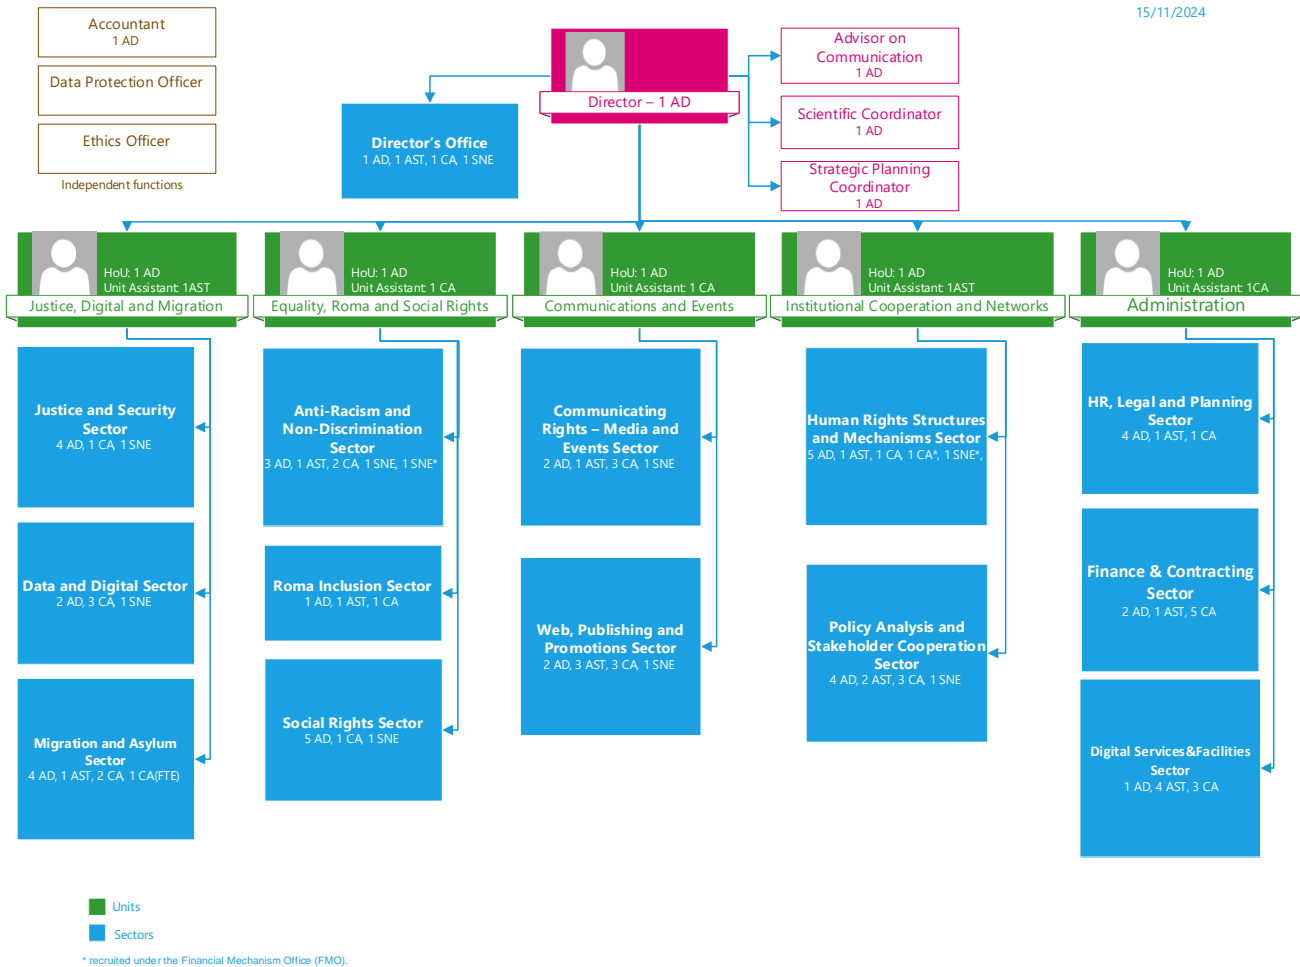 15/11/2024
Accountant
1 AD
Data Protection Officer
Ethics Officer
Independent functions
Director – 1 AD
Advisor on
Communication
1 AD
Scientific Coordinator
1 AD
Strategic Planning
Coordinator
1 AD
Director's Office
1 AD, 1 AST, 1 CA, 1 SNE
HoU: 1 AD
Unit Assistant: 1AST
Justice, Digital and Migration
HoU: 1 AD
Unit Assistant: 1 CA
Equality, Roma and Social Rights
HoU: 1 AD
Unit Assistant: 1 CA
Communications and Events
HoU: 1 AD
Unit Assistant: 1AST
Institutional Cooperation and Networks
HoU: 1 AD
Unit Assistant: 1CA
Administration
Justice and Security
Sector
4 AD, 1 CA, 1 SNE
Data and Digital Sector
2 AD, 3 CA, 1 SNE
Migration and Asylum
Sector
4 AD, 1 AST, 2 CA, 1 CA(FTE)
Anti-Racism and
Non-Discrimination
Sector
3 AD, 1 AST, 2 CA, 1 SNE, 1 SNE*
Roma Inclusion Sector
1 AD, 1 AST, 1 CA
Social Rights Sector
5 AD, 1 CA, 1 SNE
Communicating
Rights – Media and
Events Sector
2 AD, 1 AST, 3 CA, 1 SNE
Web, Publishing and
Promotions Sector
2 AD, 3 AST, 3 CA, 1 SNE
Human Rights Structures
and Mechanisms Sector
5 AD, 1 AST, 1 CA, 1 CA*, 1 SNE*,
Policy Analysis and
Stakeholder Cooperation
Sector
4 AD, 2 AST, 3 CA, 1 SNE
HR, Legal and Planning
Sector
4 AD, 1 AST, 1 CA
Finance & Contracting
Sector
2 AD, 1 AST, 5 CA
Digital Services&Facilities
Sector
1 AD, 4 AST, 3 CA
Units
Sectors
* recruited under the Financial Mechanism Office (FMO).